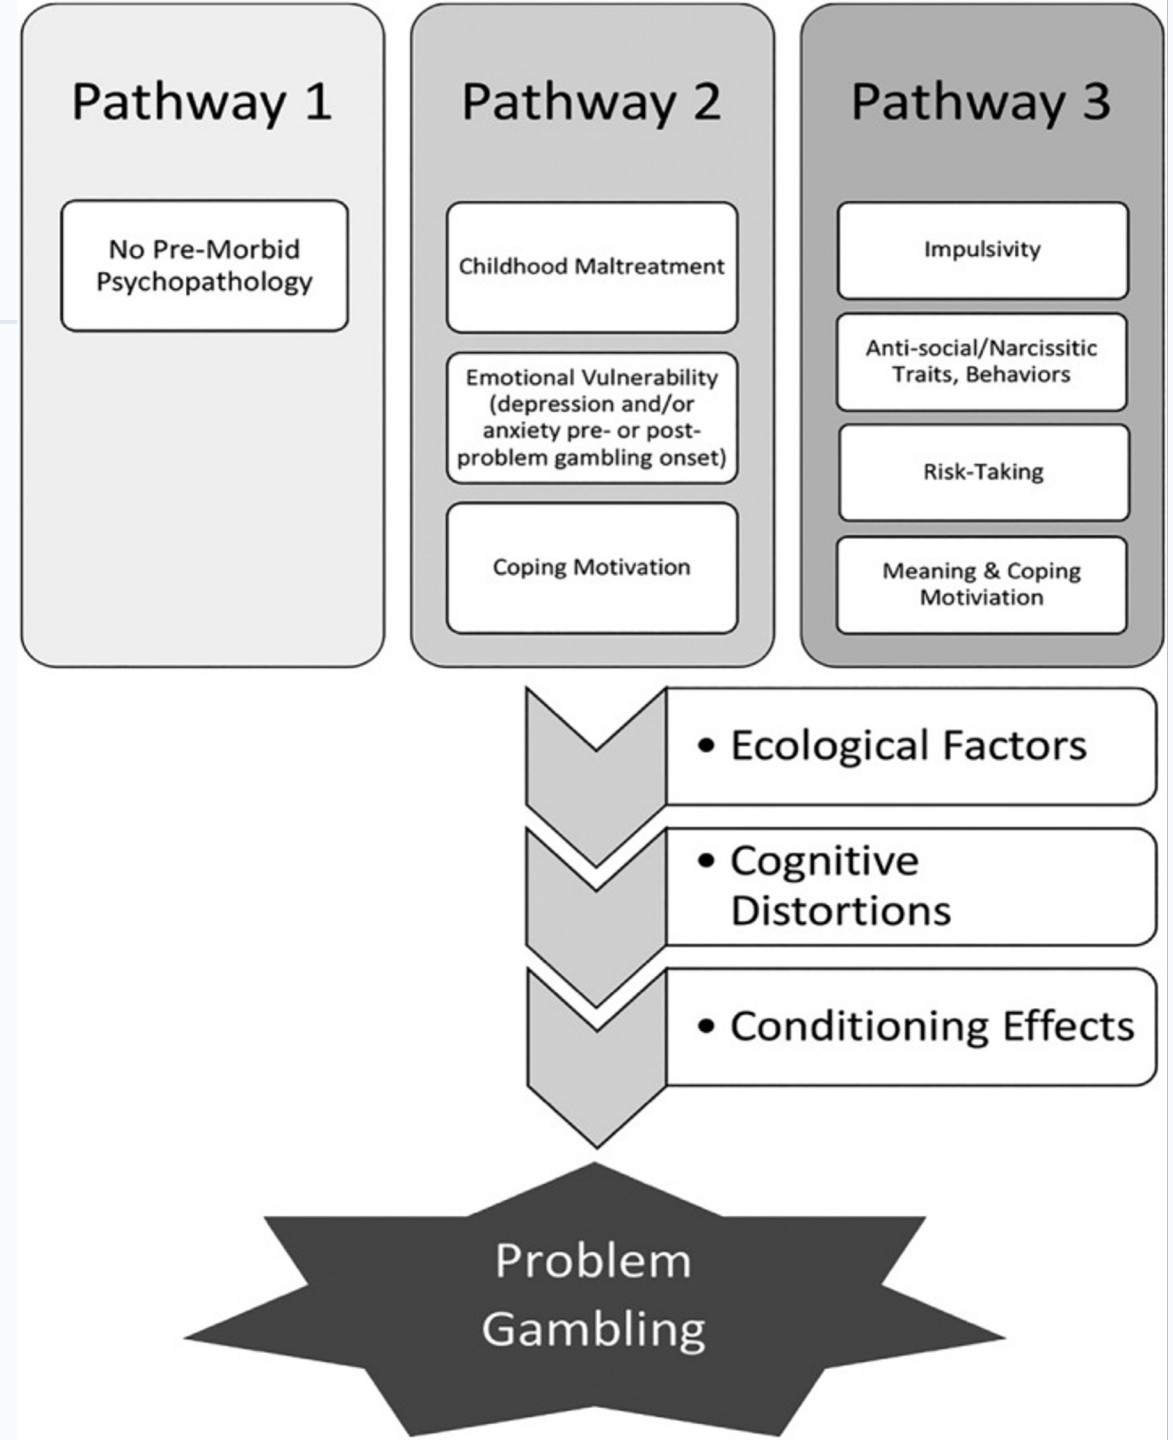 Pathway 1
No Pre-Morbid
Psychopathology
Pathway 2
Childhood Maltreatment
Emotional Vulnerability
(depression and/or
anxiety pre- or post-
problem gambling onset)
Coping Motivation
Pathway 3
Impulsivity
Anti-social/Narcissitic
Traits, Behaviors
Risk-Taking
Meaning & Coping
Motiviation
• Ecological Factors
• Cognitive
Distortions
• Conditioning Effects
Problem
Gambling